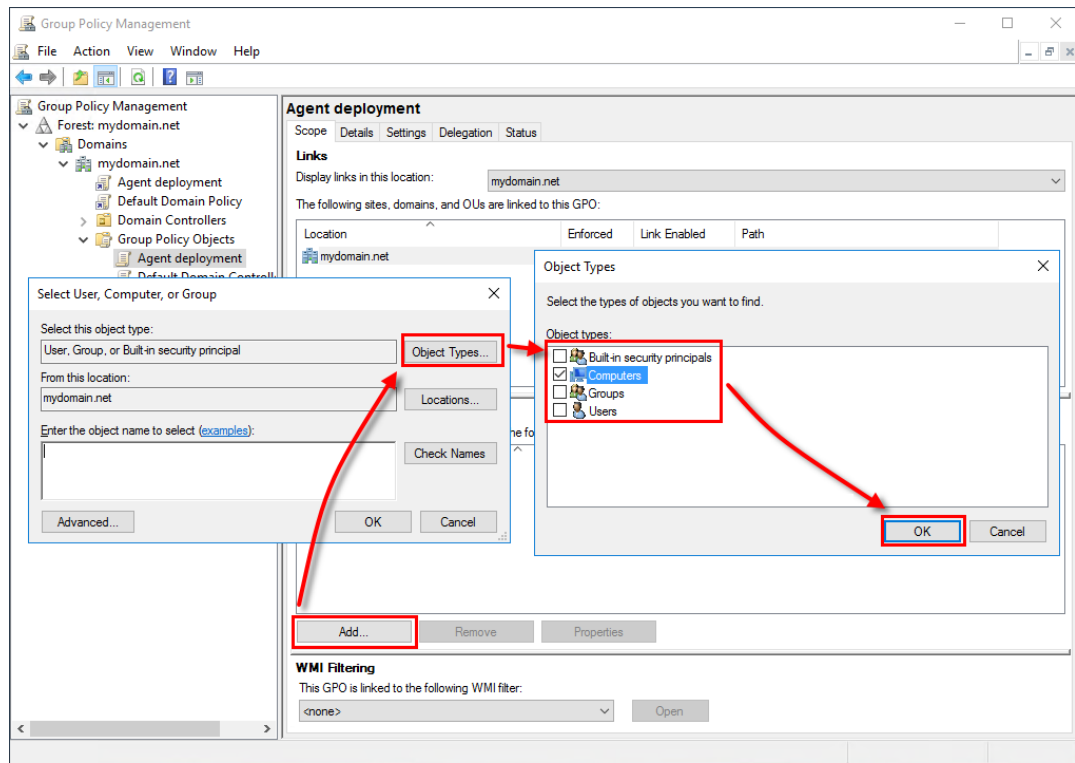 Group Policy Management
File Action View Window Help
Group Policy Management
Forest: mydomain.net
Domains
mydomain.net
Agent deployment
Default Domain Policy
Domain Controllers
Group Policy Objects
Agent deployment
Default Domain Controll
Agent deployment
Scope Details Settings Delegation Status
Links
Display links in this location: mydomain.net
The following sites, domains, and OUs are linked to this GPO:
Location Enforced Link Enabled Path
mydomain.net
Select User, Computer, or Group
Select this object type:
User, Group, or Built-in security principal Object Types...
From this location:
mydomain.net Locations...
Enter the object name to select (examples):
Check Names
Advanced... OK Cancel
Object Types
Select the types of objects you want to find.
Object types:
Built-in security principals
Computers
Groups
Users
OK Cancel
he fo
Add... Remove Properties
WMI Filtering
This GPO is linked to the following WMI filter:
<none> Open